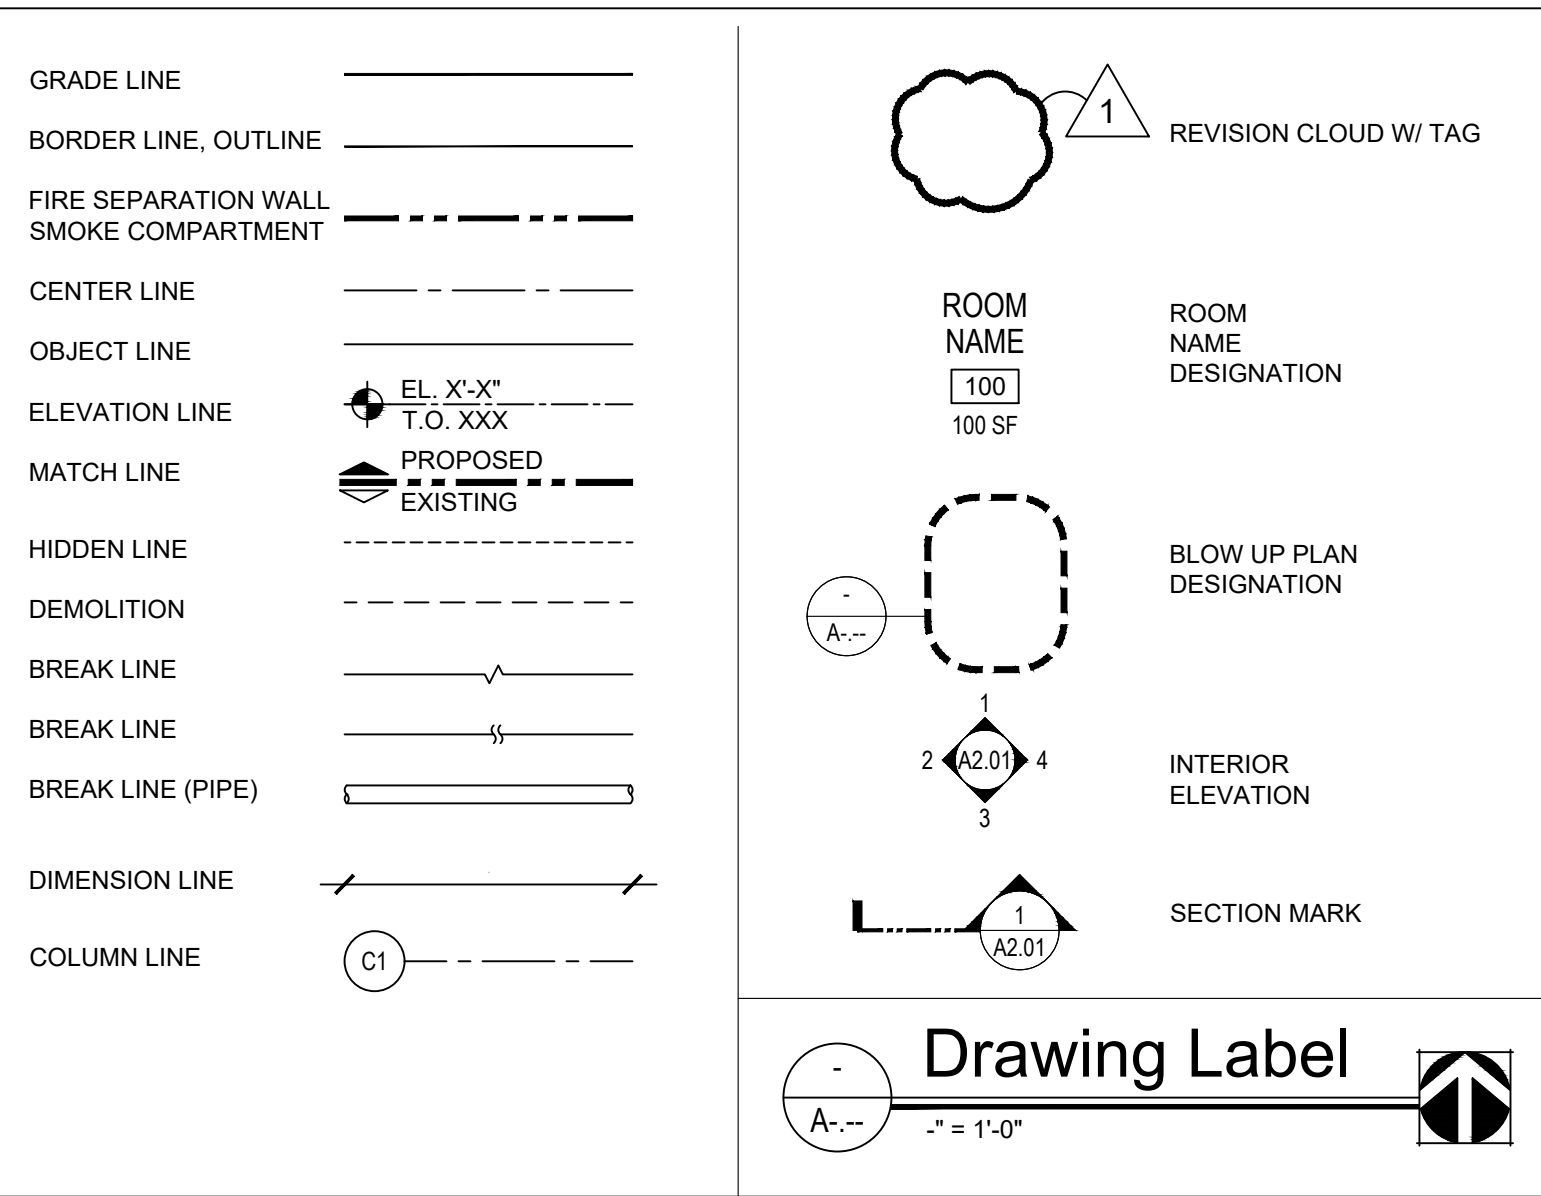 GRADE LINE
BORDER LINE, OUTLINE
FIRE SEPARATION WALL
SMOKE COMPARTMENT
CENTER LINE
OBJECT LINE
ELEVATION LINE
EL. X'-X"
T.O. XXX
MATCH LINE
PROPOSED
EXISTING
HIDDEN LINE
DEMOLITION
BREAK LINE
BREAK LINE
BREAK LINE (PIPE)
DIMENSION LINE
COLUMN LINE
C1
1
REVISION CLOUD W/ TAG
ROOM
NAME
100
100 SF
ROOM
NAME
DESIGNATION
-
A-.--
BLOW UP PLAN
DESIGNATION
1
2
A2.01
4
3
INTERIOR
ELEVATION
1
A2.01
SECTION MARK
-
A-.--
Drawing Label
-" = 1'-0"